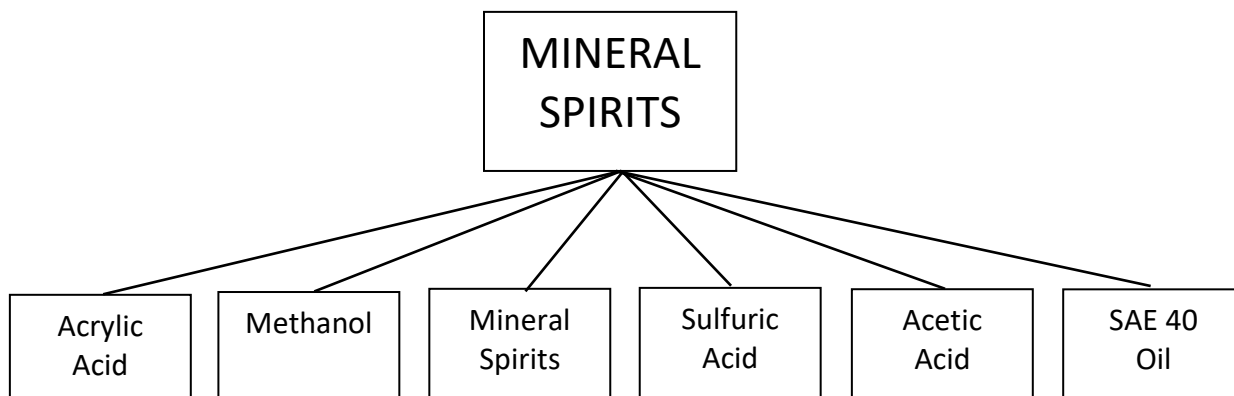 MINERAL
SPIRITS
Acrylic
Acid
Methanol
Mineral
Spirits
Sulfuric
Acid
Acetic
Acid
SAE 40
Oil